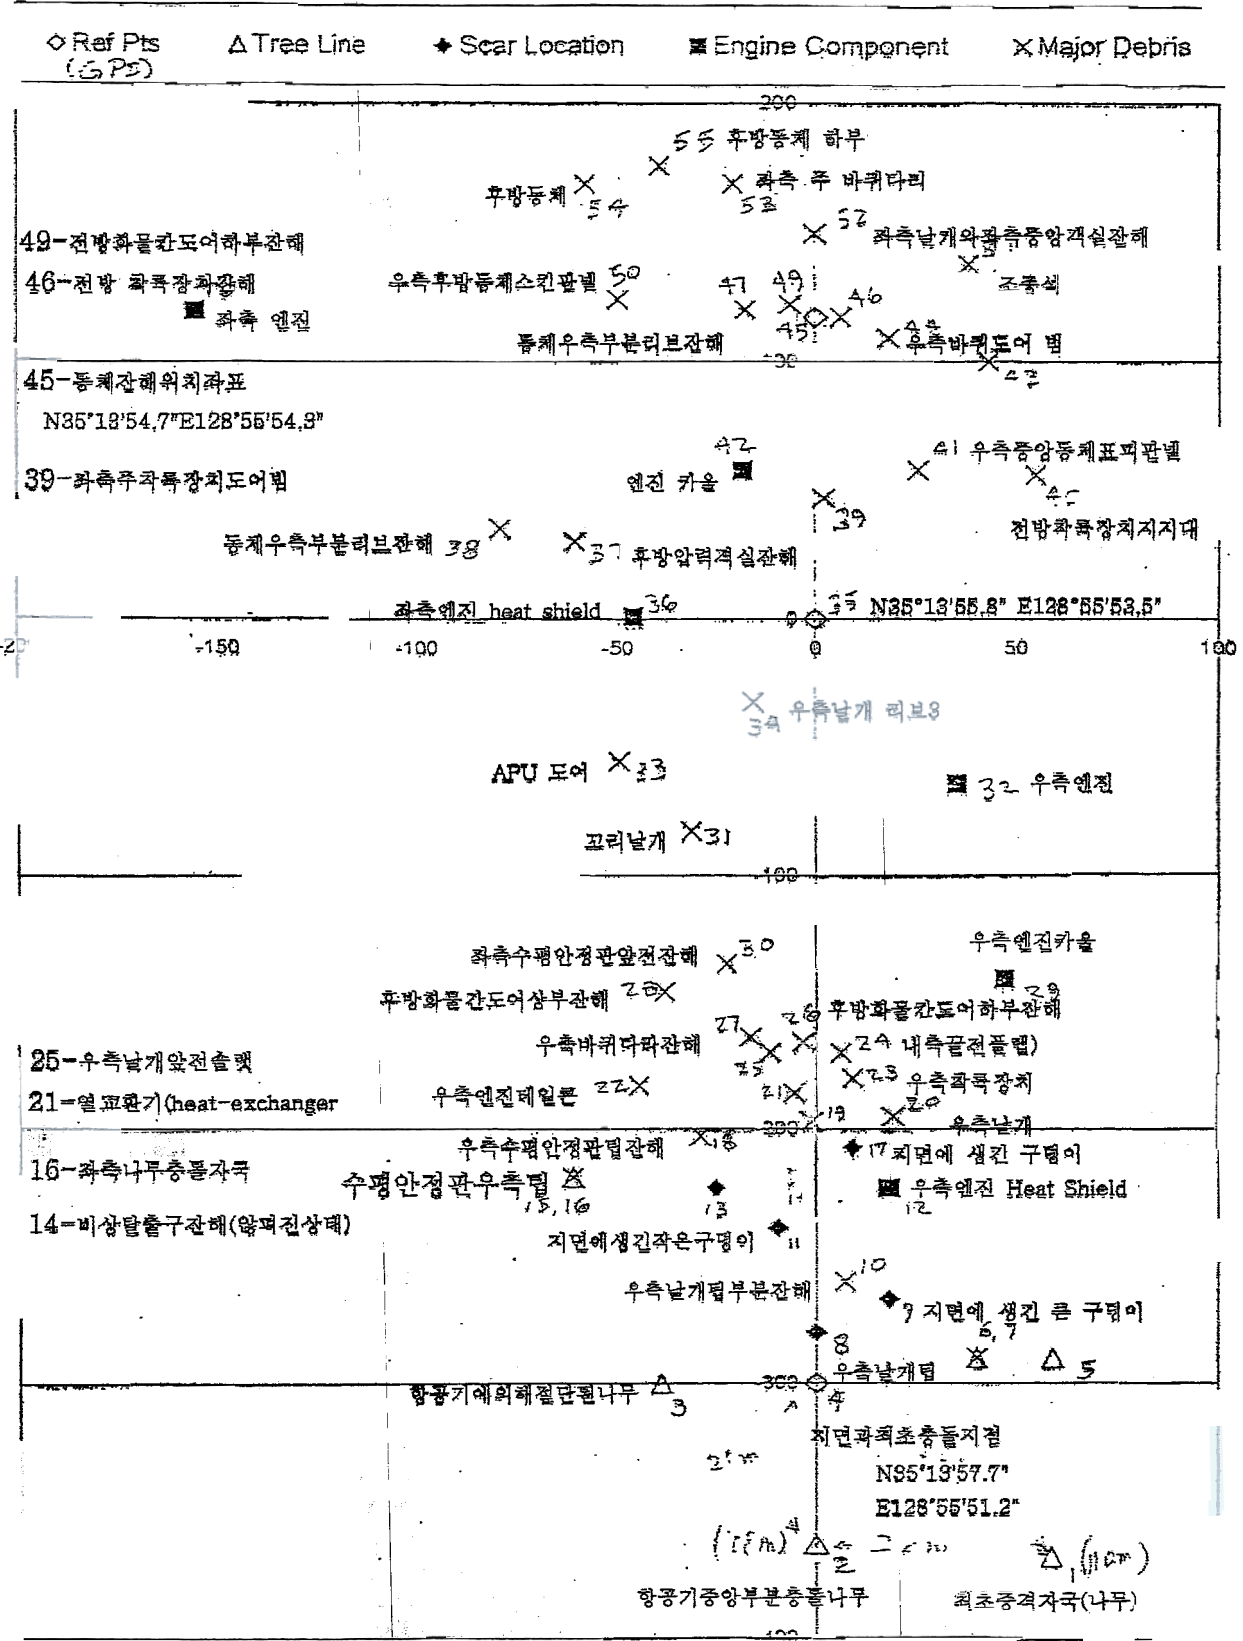 Ref Pts
Tree Line
Scar Location
Engine Component
Major Debris
(GPS)
200
55 후방동체 하부
후방동체
54
좌측 주 바퀴다리
53
52
좌측날개와좌측중앙객실잔해
49-전방화물칸도어하부잔해
46-전방 착륙장치잔해
우측후방동체스킨판넬 50
47
49
46
조종석
좌측 엔진
45
44
동체우측부분리브잔해
우측바퀴도어 빔
43
45-동체잔해위치좌표
N35°13'54.7"E128°55'54.3"
42
41 우측중앙동체표피판넬
39-좌측주착륙장치도어빔
엔진 카울
39
전방착륙장치지지대
동체우측부분리브잔해 38
37 후방압력격실잔해
좌측엔진 heat shield 36
0
35 N35°13'55.8" E128°55'53.5"
-150
-100
-50
0
50
100
34 우측날개 리브3
APU 도어
33
32 우측엔진
꼬리날개
31
-100
좌측수평안정판앞전잔해
30
우측엔진카울
29
후방화물칸도어상부잔해
후방화물칸도어하부잔해
27
우측바퀴다리잔해
24 내측끝전플랩)
25-우측날개앞전슬랫
25
23 우측착륙장치
21-열교환기(heat-exchanger
우측엔진테일콘 22
21
19
20
우측날개
우측수평안정판팁잔해
18
17 지면에 생긴 구덩이
16-좌측나무충돌자국
수평안정판우측팁
15,16
13
우측엔진 Heat Shield
12
14-비상탈출구잔해(않펴진상태)
지면에생긴작은구덩이
11
우측날개팁부분잔해
10
9 지면에 생긴 큰 구덩이
6,7
8
우측날개팁
5
항공기에의해절단된나무
3
-300
4
지면과최초충돌지점
N35°13'57.7"
E128°55'51.2"
2
1
항공기중앙부분충돌나무
최초충격자국(나무)